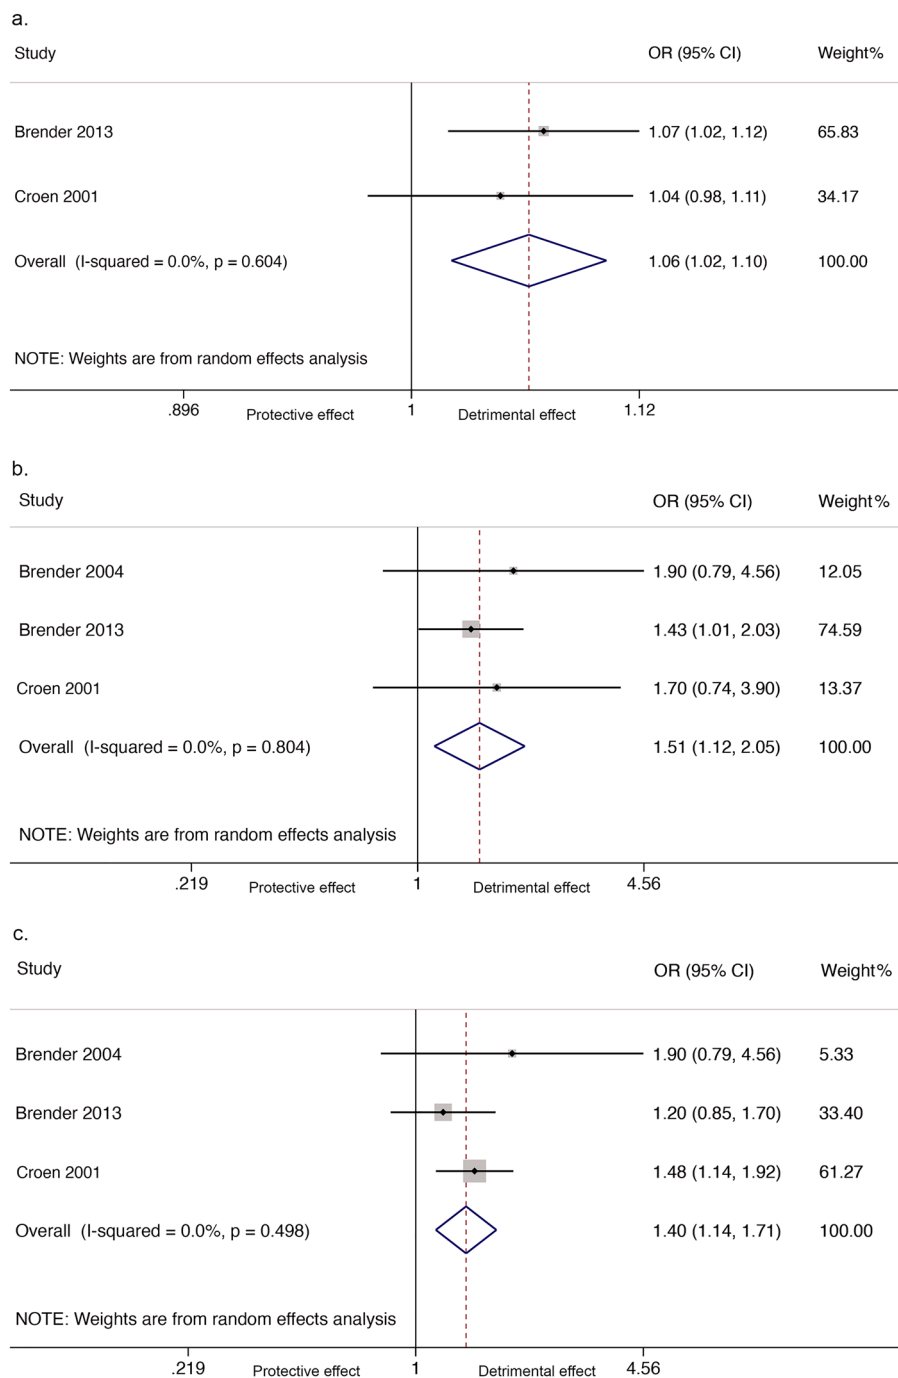 a.
Study OR (95% CI) Weight%
Brender 2013 1.07 (1.02, 1.12) 65.83
Croen 2001 1.04 (0.98, 1.11) 34.17
Overall (I-squared = 0.0%, p = 0.604) 1.06 (1.02, 1.10) 100.00
NOTE: Weights are from random effects analysis
.896 Protective effect 1 Detrimental effect 1.12
b.
Study OR (95% CI) Weight%
Brender 2004 1.90 (0.79, 4.56) 12.05
Brender 2013 1.43 (1.01, 2.03) 74.59
Croen 2001 1.70 (0.74, 3.90) 13.37
Overall (I-squared = 0.0%, p = 0.804) 1.51 (1.12, 2.05) 100.00
NOTE: Weights are from random effects analysis
.219 Protective effect 1 Detrimental effect 4.56
c.
Study OR (95% CI) Weight%
Brender 2004 1.90 (0.79, 4.56) 5.33
Brender 2013 1.20 (0.85, 1.70) 33.40
Croen 2001 1.48 (1.14, 1.92) 61.27
Overall (I-squared = 0.0%, p = 0.498) 1.40 (1.14, 1.71) 100.00
NOTE: Weights are from random effects analysis
.219 Protective effect 1 Detrimental effect 4.56